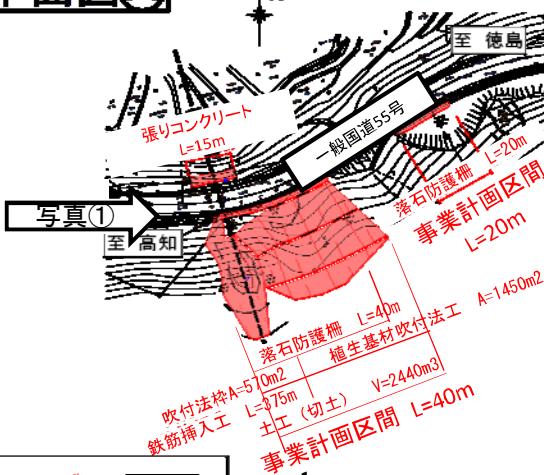 至 徳島
張りコンクリート
L=15m
一般国道55号
写真①
至 高知
落石防護柵 L=20m
事業計画区間
L=20m
落石防護柵 L=40m
植生基材吹付法工 A=1450m2
吹付法枠A=570m2
鉄筋挿入工 L=375m
土工（切土） V=2440m3
事業計画区間 L=40m